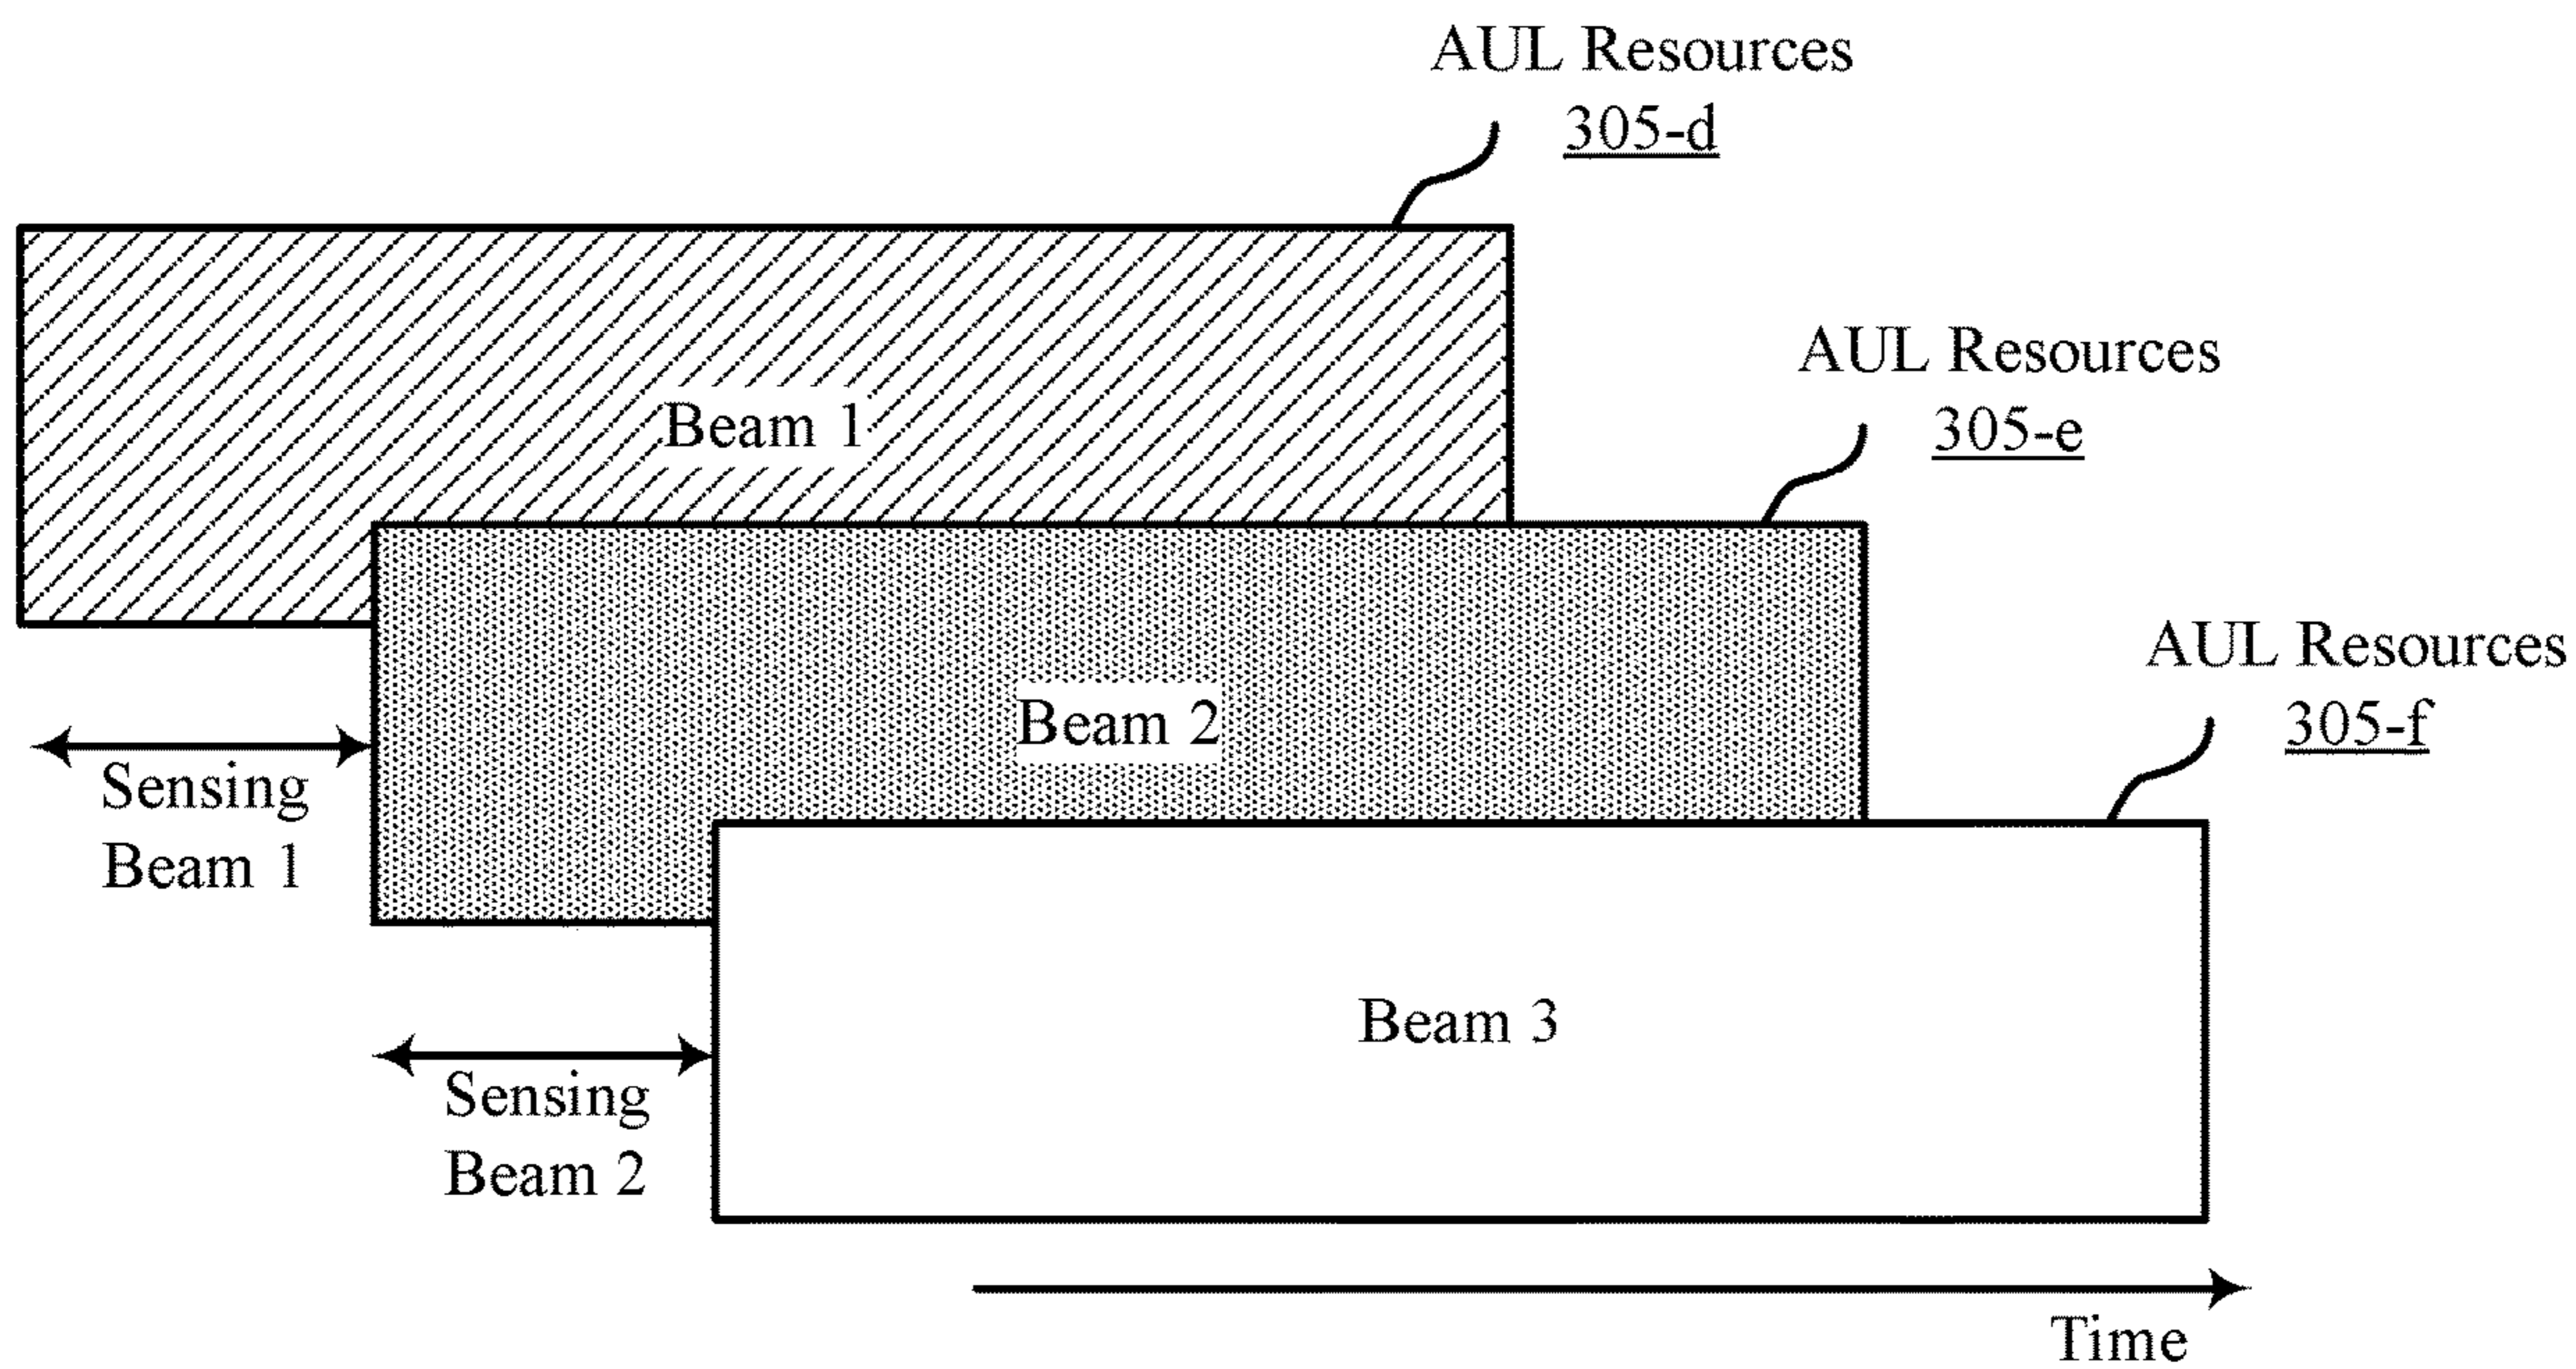 AUL Resources
305-d
Beam 1
AUL Resources
305-e
Beam 2
AUL Resources
305-f
Sensing
Beam 1
Beam 3
Sensing
Beam 2
Time